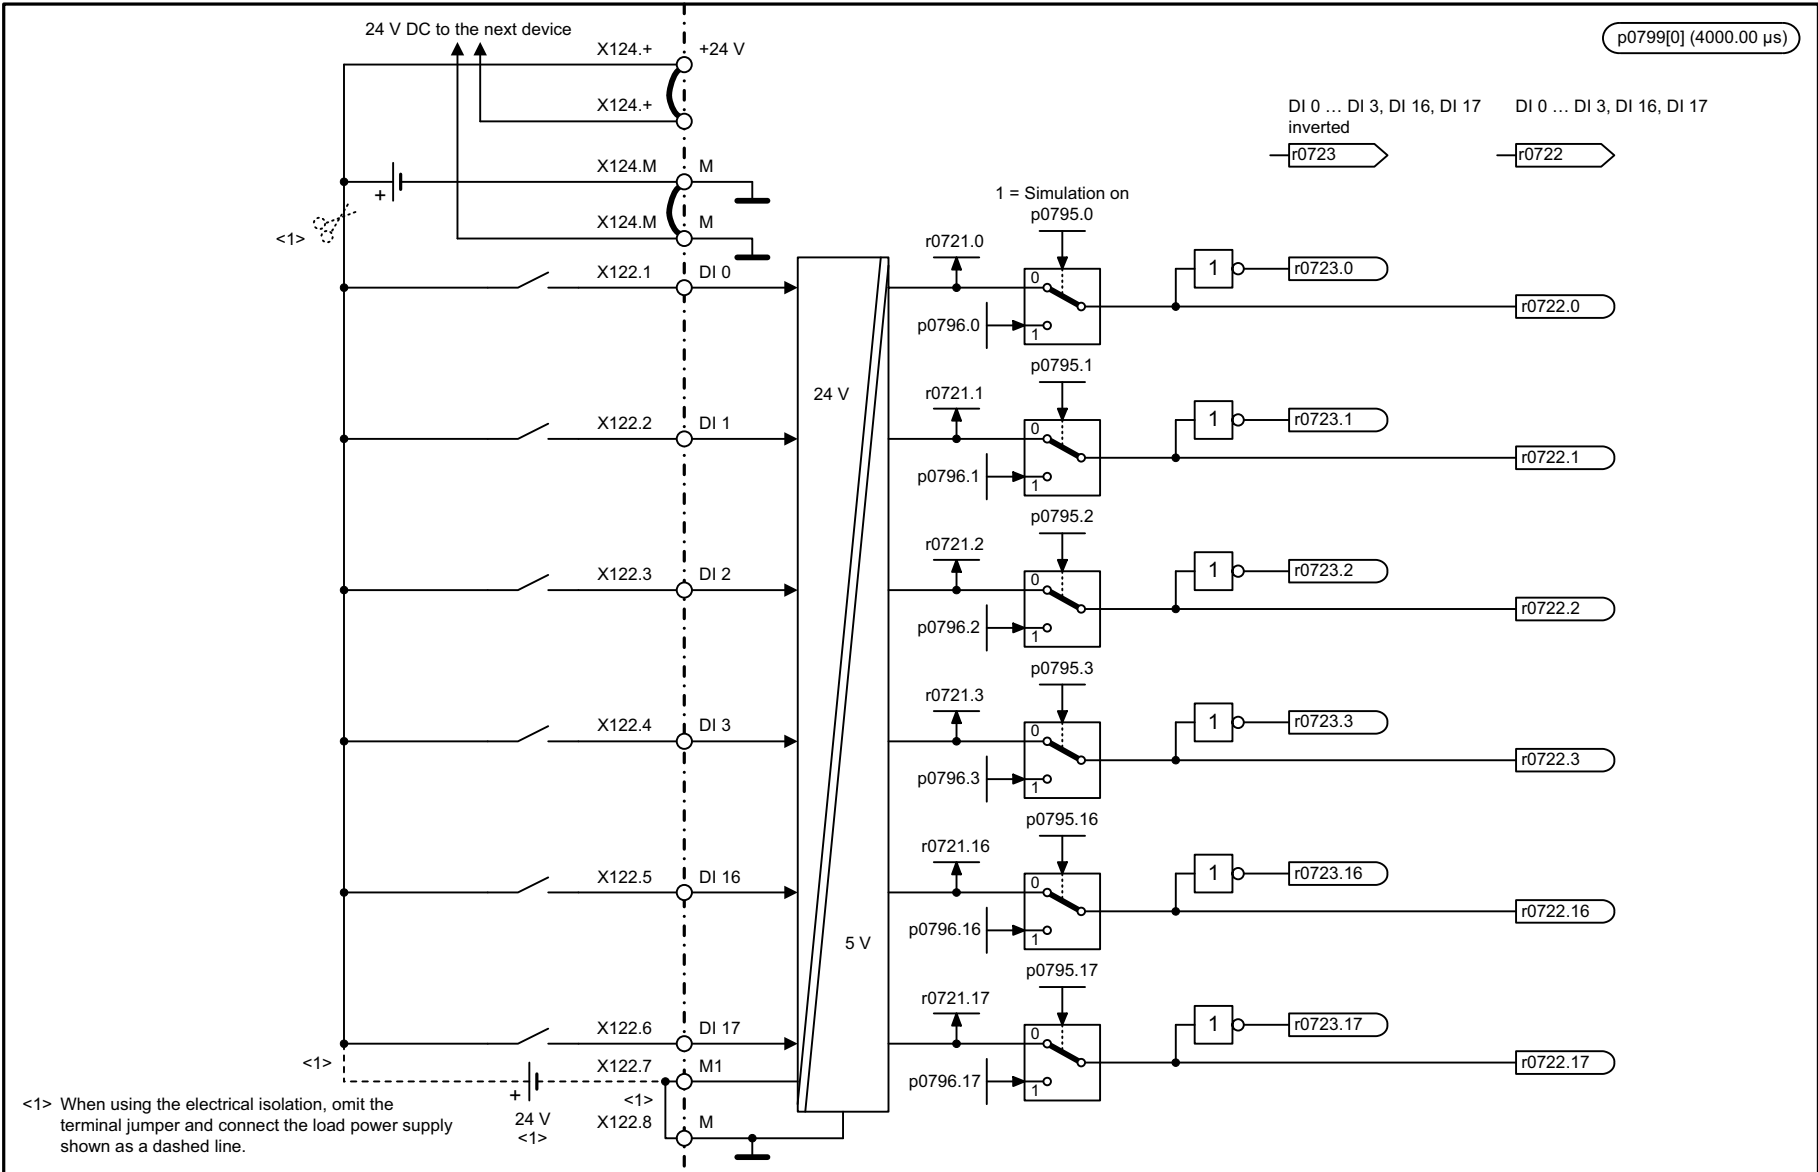 24 V DC to the next device
X124.+ +24 V
p0799[0] (4000.00 µs)
X124.+
DI 0 … DI 3, DI 16, DI 17
inverted
r0723
DI 0 … DI 3, DI 16, DI 17
r0722
X124.M M
+
<1>
X124.M M
1 = Simulation on
p0795.0
X122.1 DI 0
r0721.0
0
p0796.0
1
1
r0723.0
r0722.0
24 V
p0795.1
X122.2 DI 1
r0721.1
0
p0796.1
1
1
r0723.1
r0722.1
p0795.2
X122.3 DI 2
r0721.2
0
p0796.2
1
1
r0723.2
r0722.2
p0795.3
X122.4 DI 3
r0721.3
0
p0796.3
1
1
r0723.3
r0722.3
p0795.16
X122.5 DI 16
r0721.16
0
p0796.16
1
1
r0723.16
r0722.16
5 V
p0795.17
X122.6 DI 17
r0721.17
0
p0796.17
1
1
r0723.17
r0722.17
<1>
X122.7 M1
+
24 V
<1>
<1>
X122.8 M
<1> When using the electrical isolation, omit the
terminal jumper and connect the load power supply
shown as a dashed line.